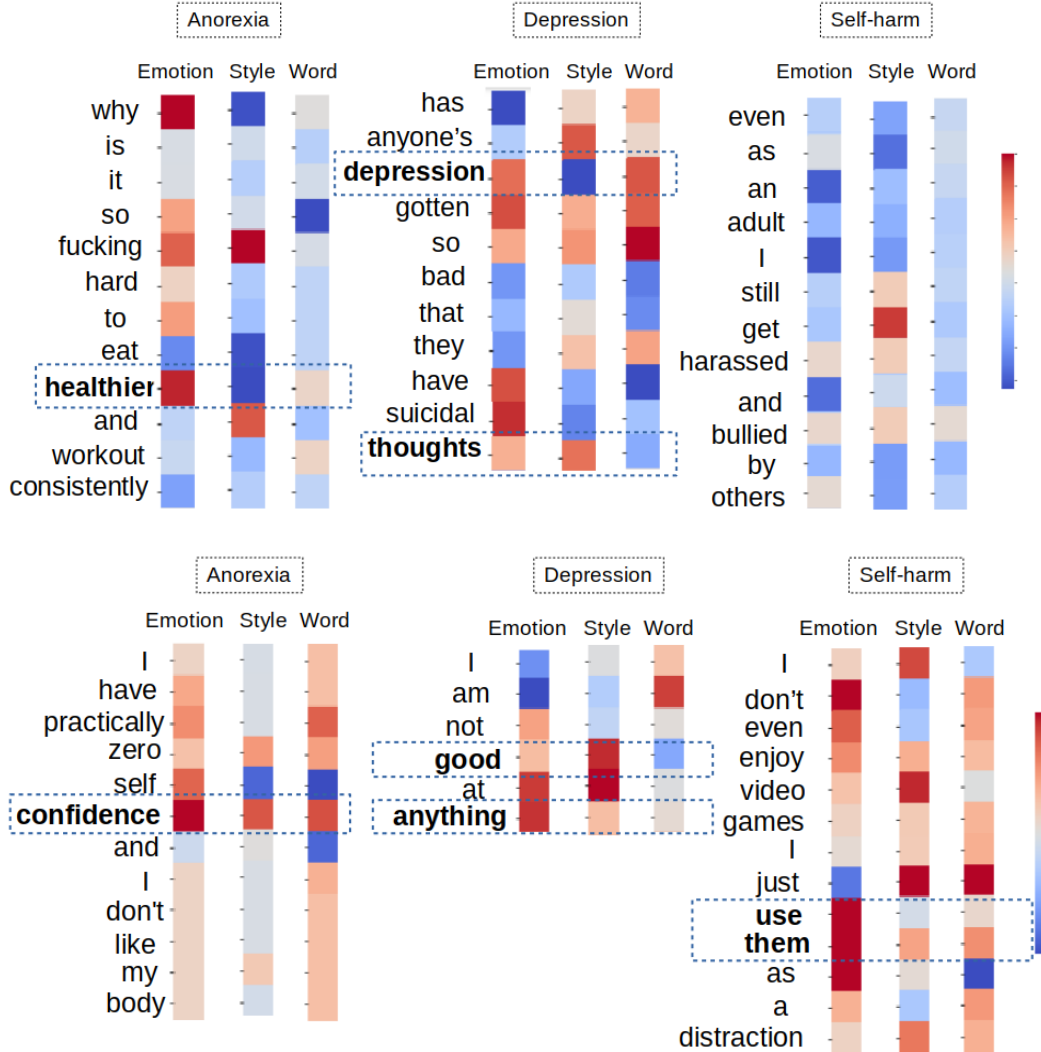 Anorexia
Emotion Style Word
why
is
it
so
fucking
hard
to
eat
healthier
and
workout
consistently
Depression
Emotion Style Word
has
anyone's
depression
gotten
so
bad
that
they
have
suicidal
thoughts
Self-harm
Emotion Style Word
even
as
an
adult
I
still
get
harassed
and
bullied
by
others
Anorexia
Emotion Style Word
I
have
practically
zero
self
confidence
and
I
don't
like
my
body
Depression
Emotion Style Word
I
am
not
good
at
anything
Self-harm
Emotion Style Word
I
don't
even
enjoy
video
games
I
just
use
them
as
a
distraction